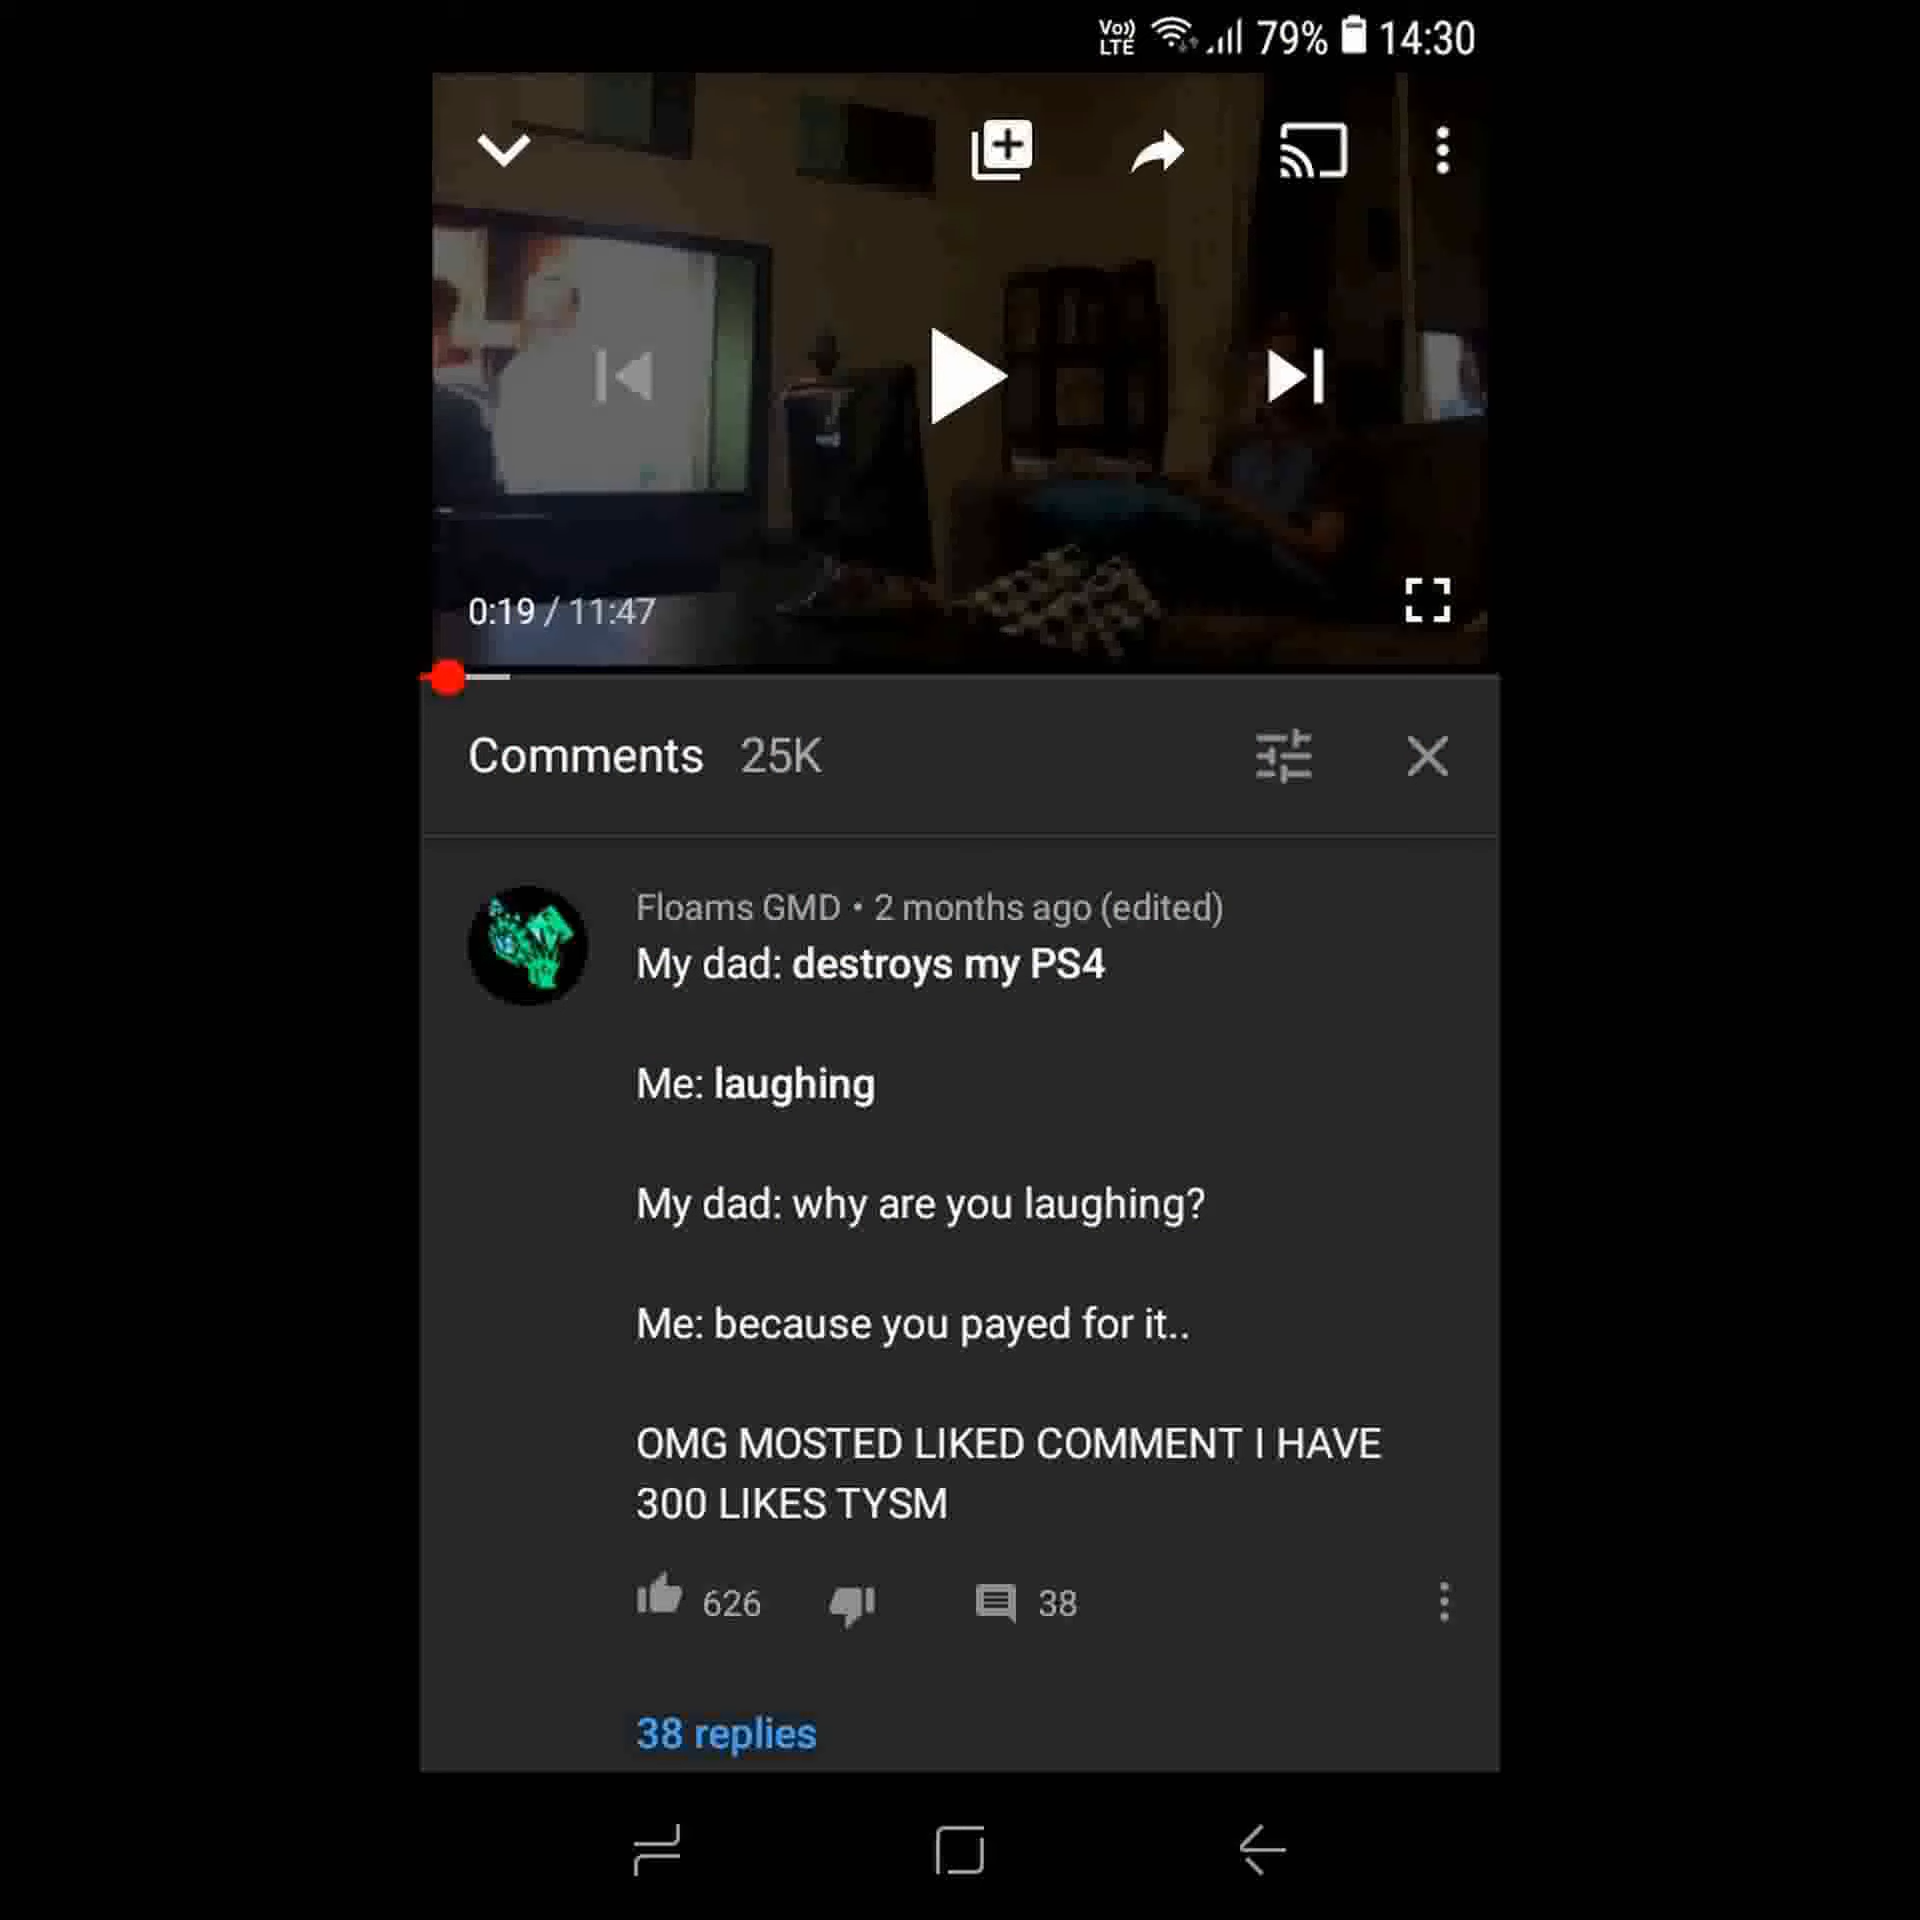 Vo)) LTE 79% 14:30
0:19 / 11:47
Comments 25K
Floams GMD • 2 months ago (edited)
My dad: destroys my PS4
Me: laughing
My dad: why are you laughing?
Me: because you payed for it..
OMG MOSTED LIKED COMMENT I HAVE
300 LIKES TYSM
626 38
38 replies